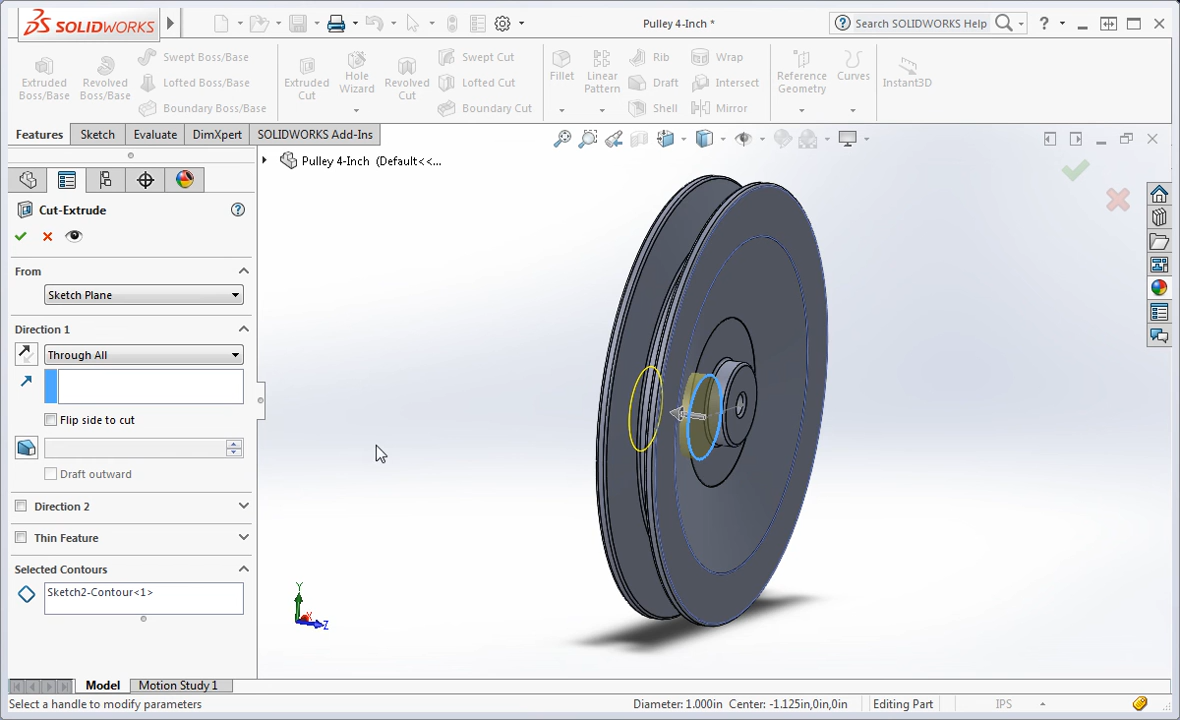 SOLIDWORKS
Pulley 4-Inch *
Search SOLIDWORKS Help
?
Extruded Boss/Base
Revolved Boss/Base
Swept Boss/Base
Lofted Boss/Base
Boundary Boss/Base
Extruded Cut
Hole Wizard
Revolved Cut
Swept Cut
Lofted Cut
Boundary Cut
Fillet
Linear Pattern
Rib
Draft
Shell
Wrap
Intersect
Mirror
Reference Geometry
Curves
Instant3D
Features
Sketch
Evaluate
DimXpert
SOLIDWORKS Add-Ins
Pulley 4-Inch (Default<<...
Cut-Extrude
?
From
Sketch Plane
Direction 1
Through All
Flip side to cut
Draft outward
Direction 2
Thin Feature
Selected Contours
Sketch2-Contour<1>
Y
X
Z
Model
Motion Study 1
Select a handle to modify parameters
Diameter: 1.000in Center: -1.125in,0in,0in
Editing Part
IPS